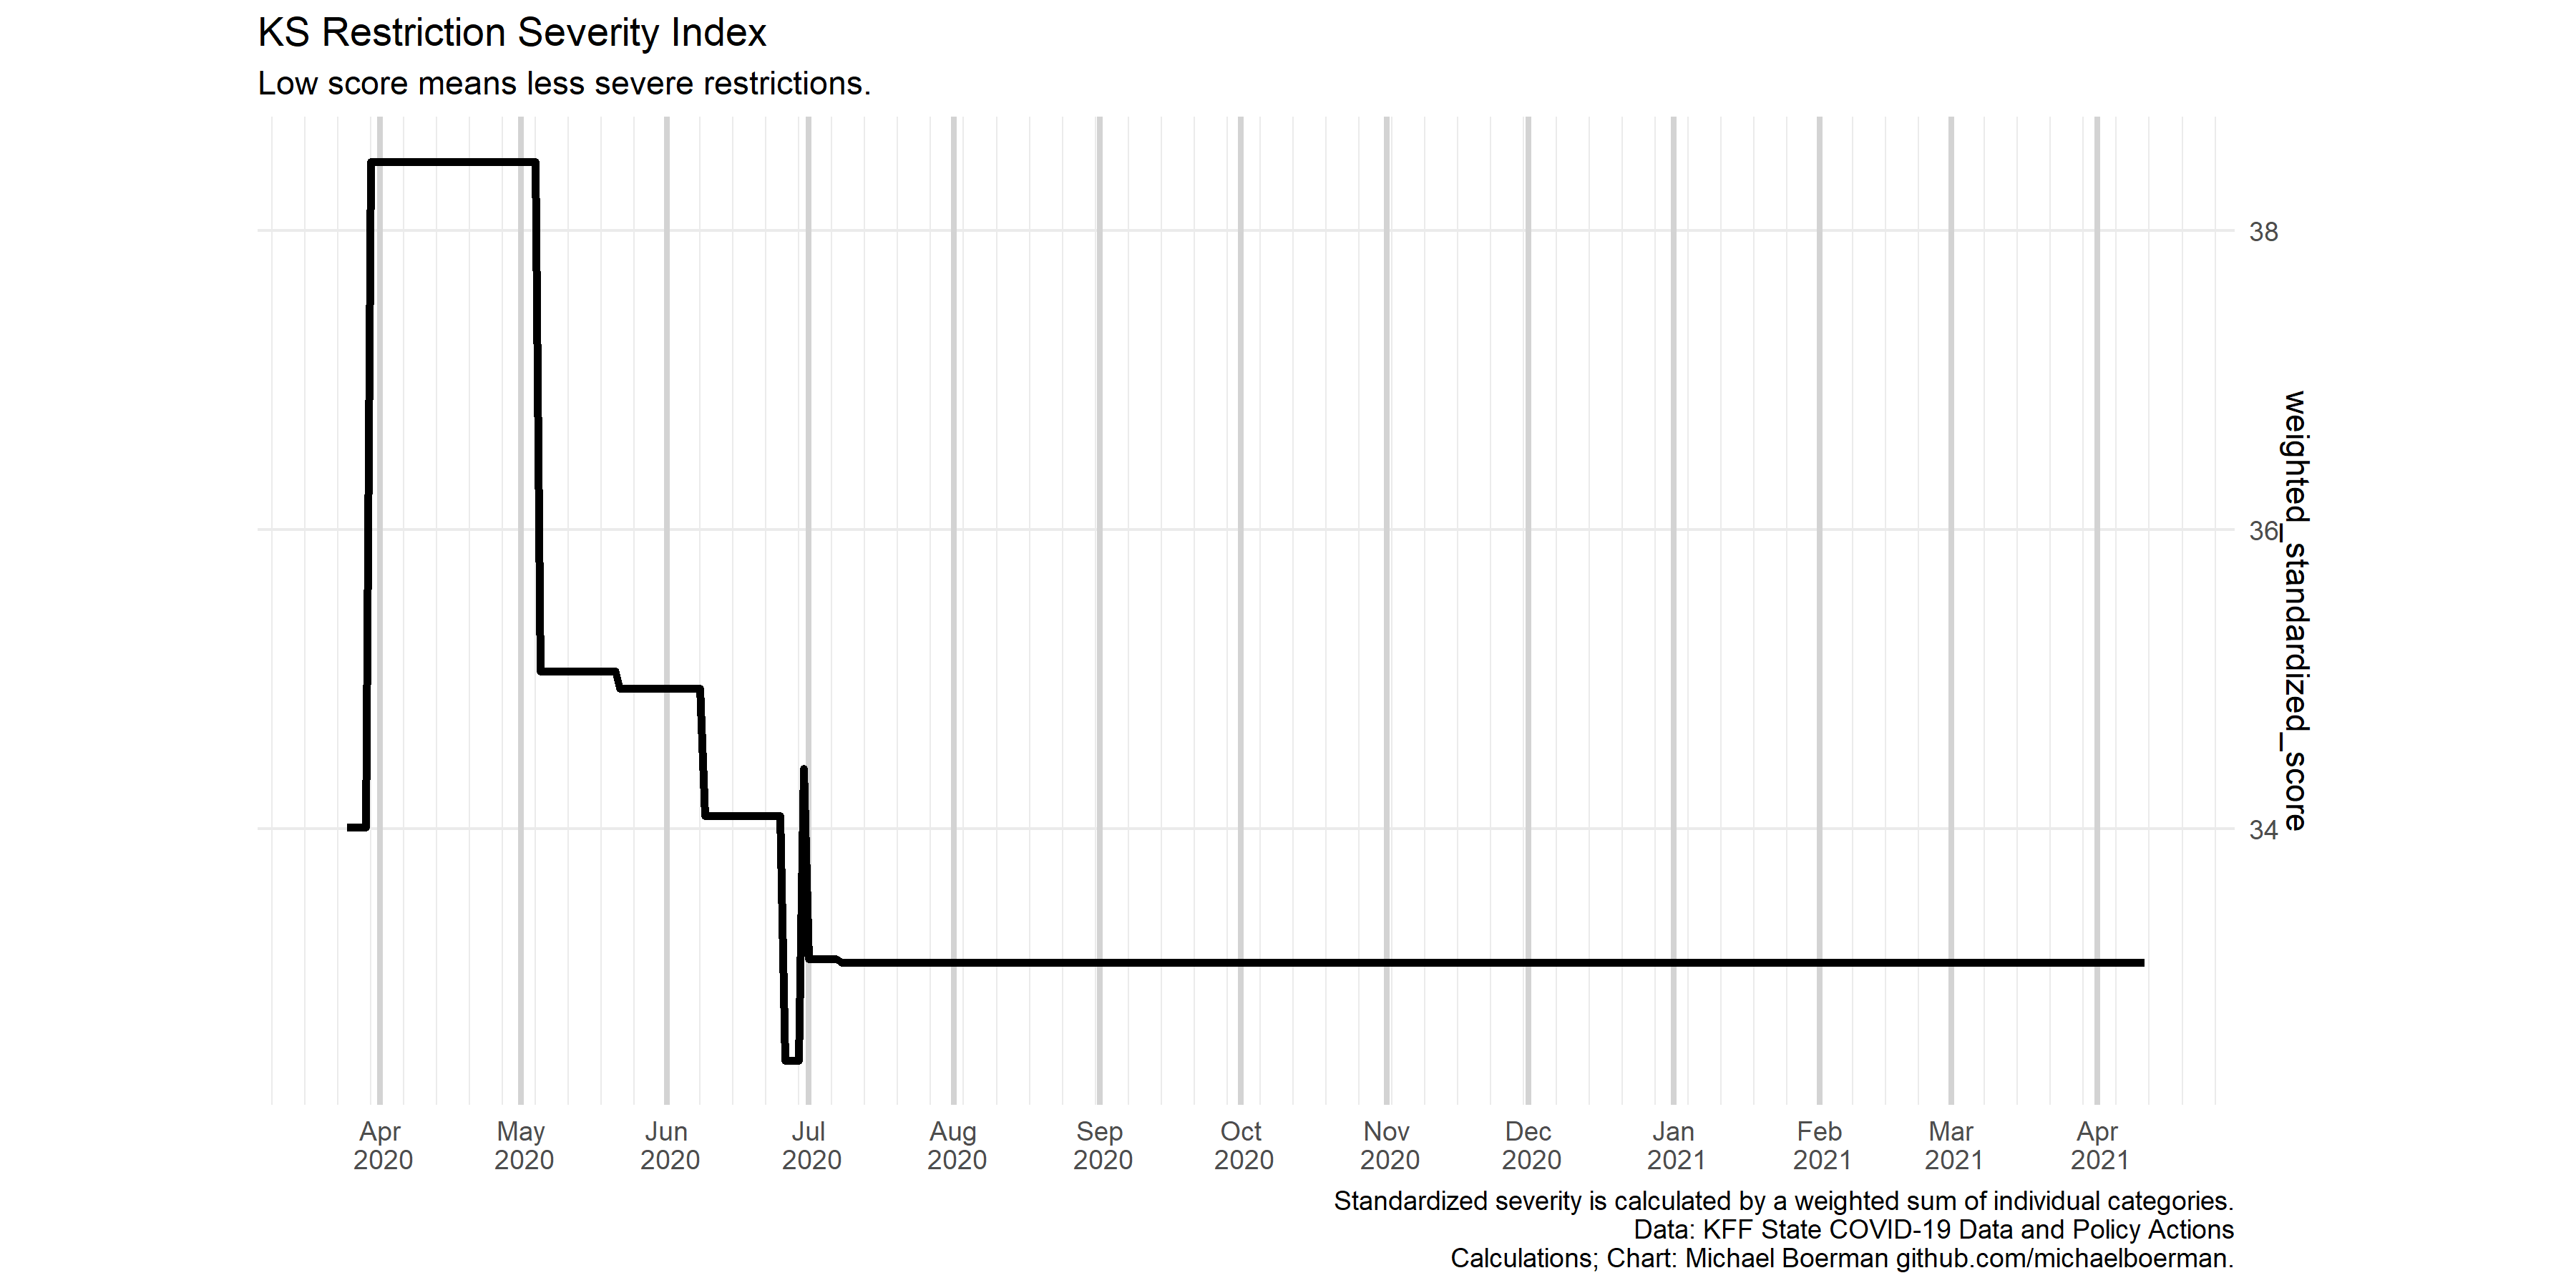 KS Restriction Severity Index
Low score means less severe restrictions.
38
36
34
weighted_standardized_score
Apr
2020
May
2020
Jun
2020
Jul
2020
Aug
2020
Sep
2020
Oct
2020
Nov
2020
Dec
2020
Jan
2021
Feb
2021
Mar
2021
Apr
2021
Standardized severity is calculated by a weighted sum of individual categories.
Data: KFF State COVID-19 Data and Policy Actions
Calculations; Chart: Michael Boerman github.com/michaelboerman.